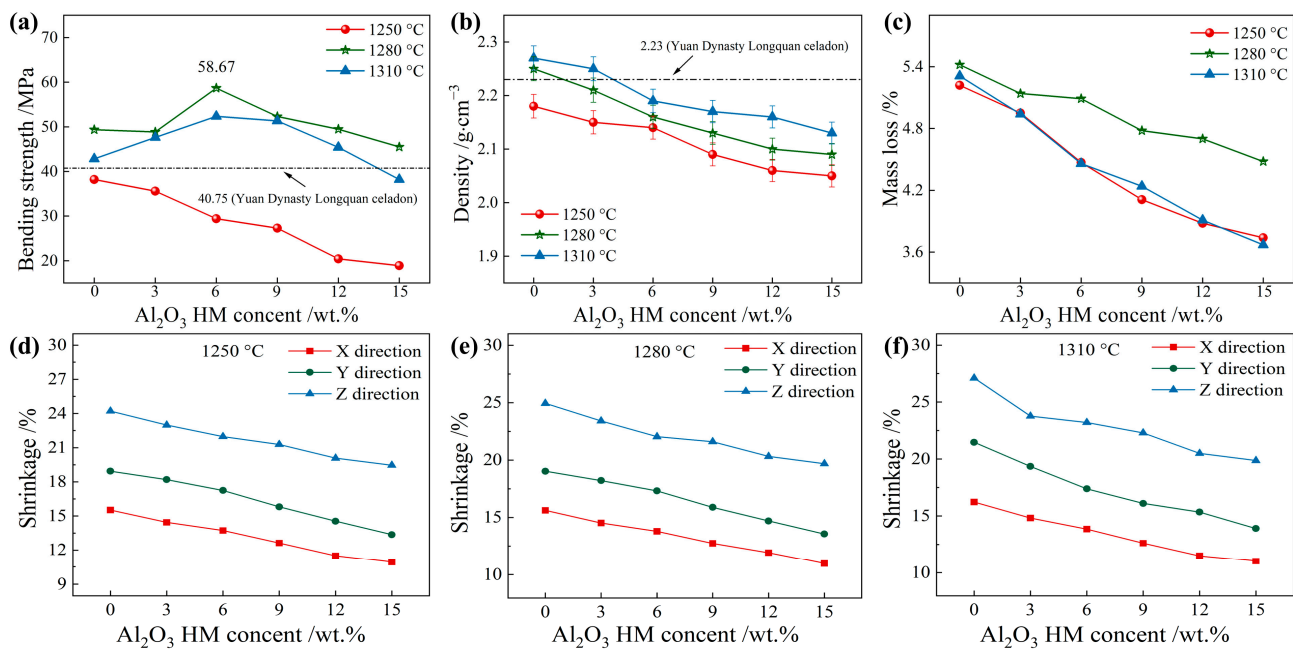 (a)
Bending strength /MPa
70
60
50
40
30
20
1250 °C
1280 °C
1310 °C
58.67
40.75 (Yuan Dynasty Longquan celadon)
0 3 6 9 12 15
Al₂O₃ HM concent /wt.%
(b)
Density /g·cm⁻³
2.3
2.2
2.1
2.0
1.9
2.23 (Yuan Dynasty Longquan celadon)
1250 °C
1280 °C
1310 °C
0 3 6 9 12 15
Al₂O₃ HM concent /wt.%
(c)
Mass loss /%
5.4
4.8
4.2
3.6
1250 °C
1280 °C
1310 °C
0 3 6 9 12 15
Al₂O₃ HM concent /wt.%
(d)
Shrinkage /%
30
27
24
21
18
15
12
9
1250 °C
X direction
Y direction
Z direction
0 3 6 9 12 15
Al₂O₃ HM concent /wt.%
(e)
Shrinkage /%
30
25
20
15
10
1280 °C
X direction
Y direction
Z direction
0 3 6 9 12 15
Al₂O₃ HM concent /wt.%
(f)
Shrinkage /%
30
25
20
15
10
1310 °C
X direction
Y direction
Z direction
0 3 6 9 12 15
Al₂O₃ HM concent /wt.%